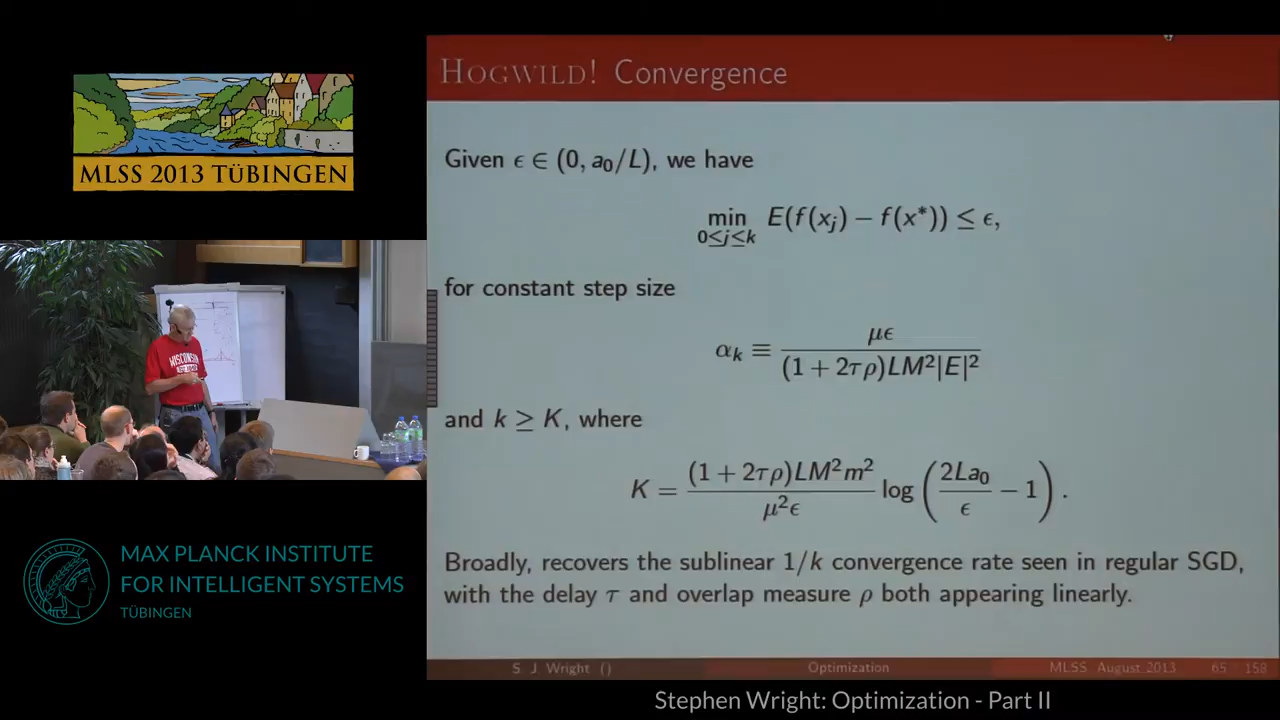 MLSS 2013 TÜBINGEN
WISCONSIN
MAX PLANCK INSTITUTE
FOR INTELLIGENT SYSTEMS
TÜBINGEN
HOGWILD! Convergence
Given ϵ ∈ (0, a₀/L), we have
min 0≤j≤k E(f(xⱼ) − f(x*)) ≤ ϵ,
for constant step size
αₖ ≡ μϵ / (1 + 2τρ)LM²|E|²
and k ≥ K, where
K = (1 + 2τρ)LM²m² / μ²ϵ log (2La₀ / ϵ − 1).
Broadly, recovers the sublinear 1/k convergence rate seen in regular SGD,
with the delay τ and overlap measure ρ both appearing linearly.
S. J. Wright () Optimization MLSS, August 2013 65 / 158
Stephen Wright: Optimization - Part II